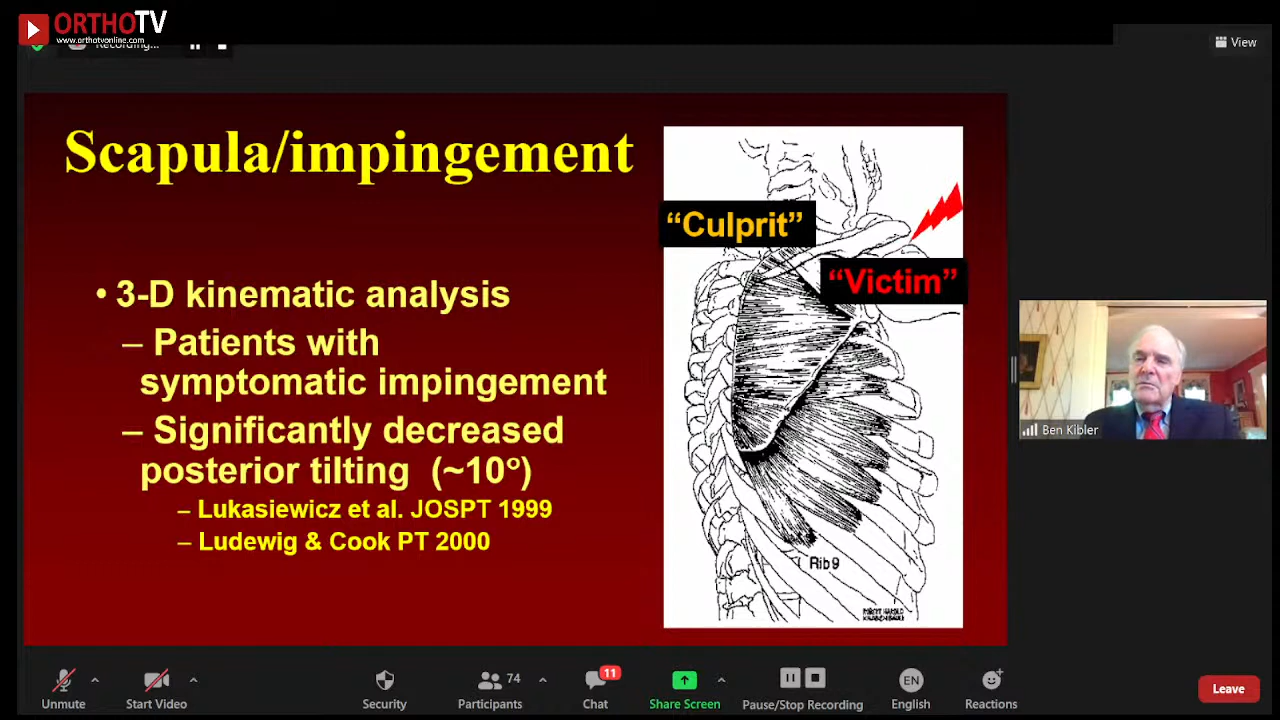 ORTHOTV
www.orthotvonline.com
Recording...
View
Scapula/impingement
“Culprit”
“Victim”
• 3-D kinematic analysis
– Patients with
symptomatic impingement
– Significantly decreased
posterior tilting (~10°)
– Lukasiewicz et al. JOSPT 1999
– Ludewig & Cook PT 2000
Rib9
Ben Kibler
Unmute
Start Video
Security
74
Participants
11
Chat
Share Screen
Pause/Stop Recording
EN
English
Reactions
Leave